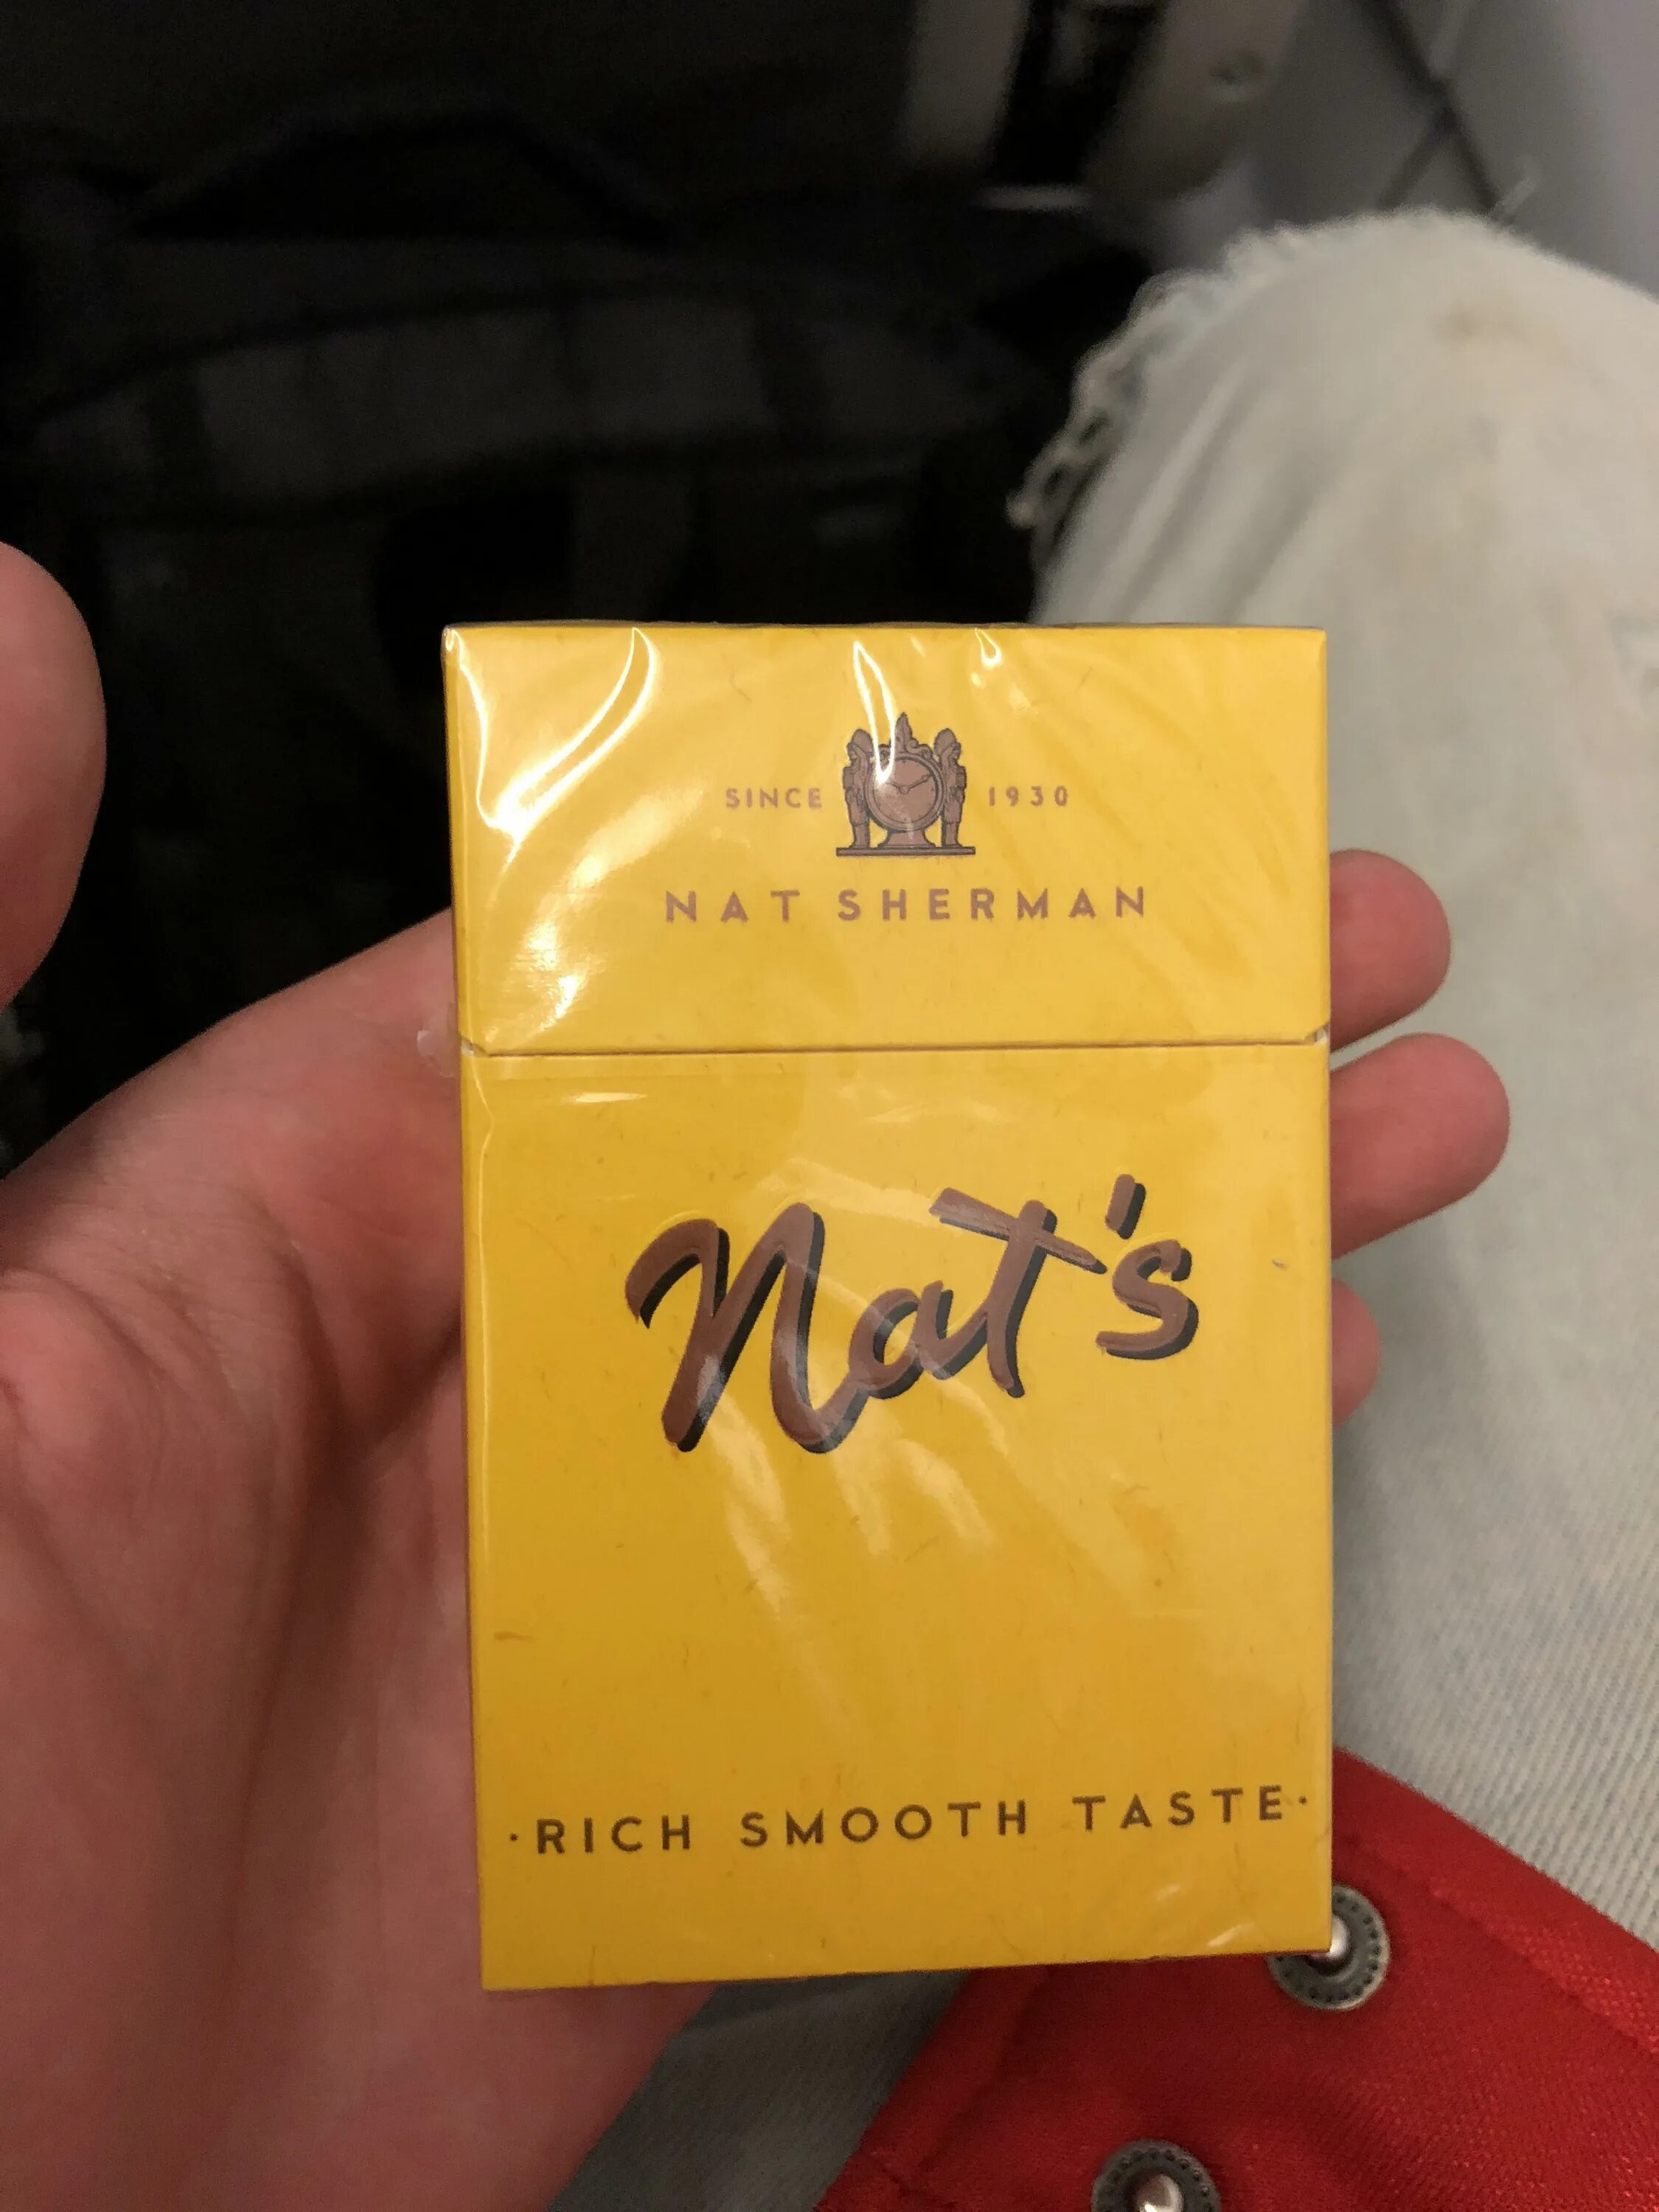 SINCE 1930
NAT SHERMAN
Nat's
·RICH SMOOTH TASTE·